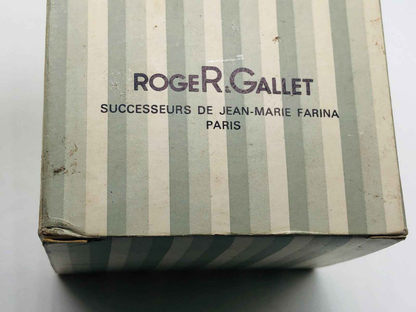 ROGER.GALLET
SUCCESSEURS DE JEAN-MARIE FARINA
PARIS